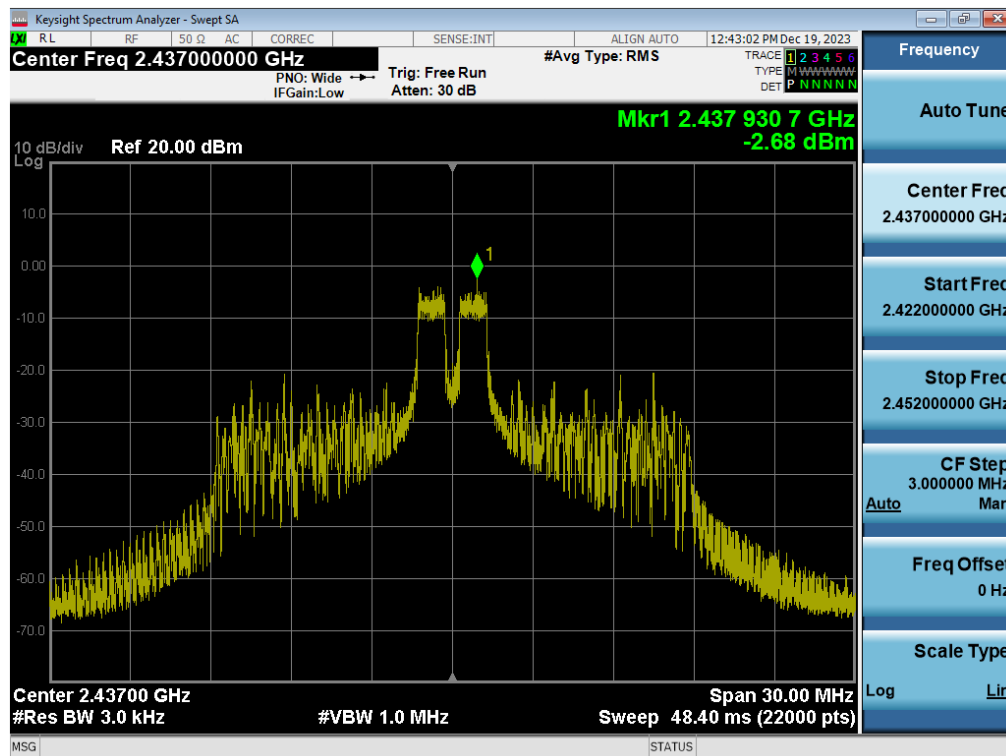 Keysight Spectrum Analyzer - Swept SA
LXI RL RF 50 Ω AC CORREC SENSE:INT ALIGN AUTO 12:43:02 PM Dec 19, 2023
Center Freq 2.437000000 GHz
#Avg Type: RMS
TRACE 1 2 3 4 5 6
PNO: Wide
Trig: Free Run
TYPE M WWWWW
IFGain:Low
Atten: 30 dB
DET P N N N N N
Mkr1 2.437 930 7 GHz
-2.68 dBm
10 dB/div
Ref 20.00 dBm
Log
10.0
1
0.00
-10.0
-20.0
-30.0
-40.0
-50.0
-60.0
-70.0
Center 2.43700 GHz
Span 30.00 MHz
#Res BW 3.0 kHz
#VBW 1.0 MHz
Sweep 48.40 ms (22000 pts)
MSG
STATUS
Frequency
Auto Tune
Center Freq
2.437000000 GHz
Start Freq
2.422000000 GHz
Stop Freq
2.452000000 GHz
CF Step
3.000000 MHz
Auto Man
Freq Offset
0 Hz
Scale Type
Log Lin